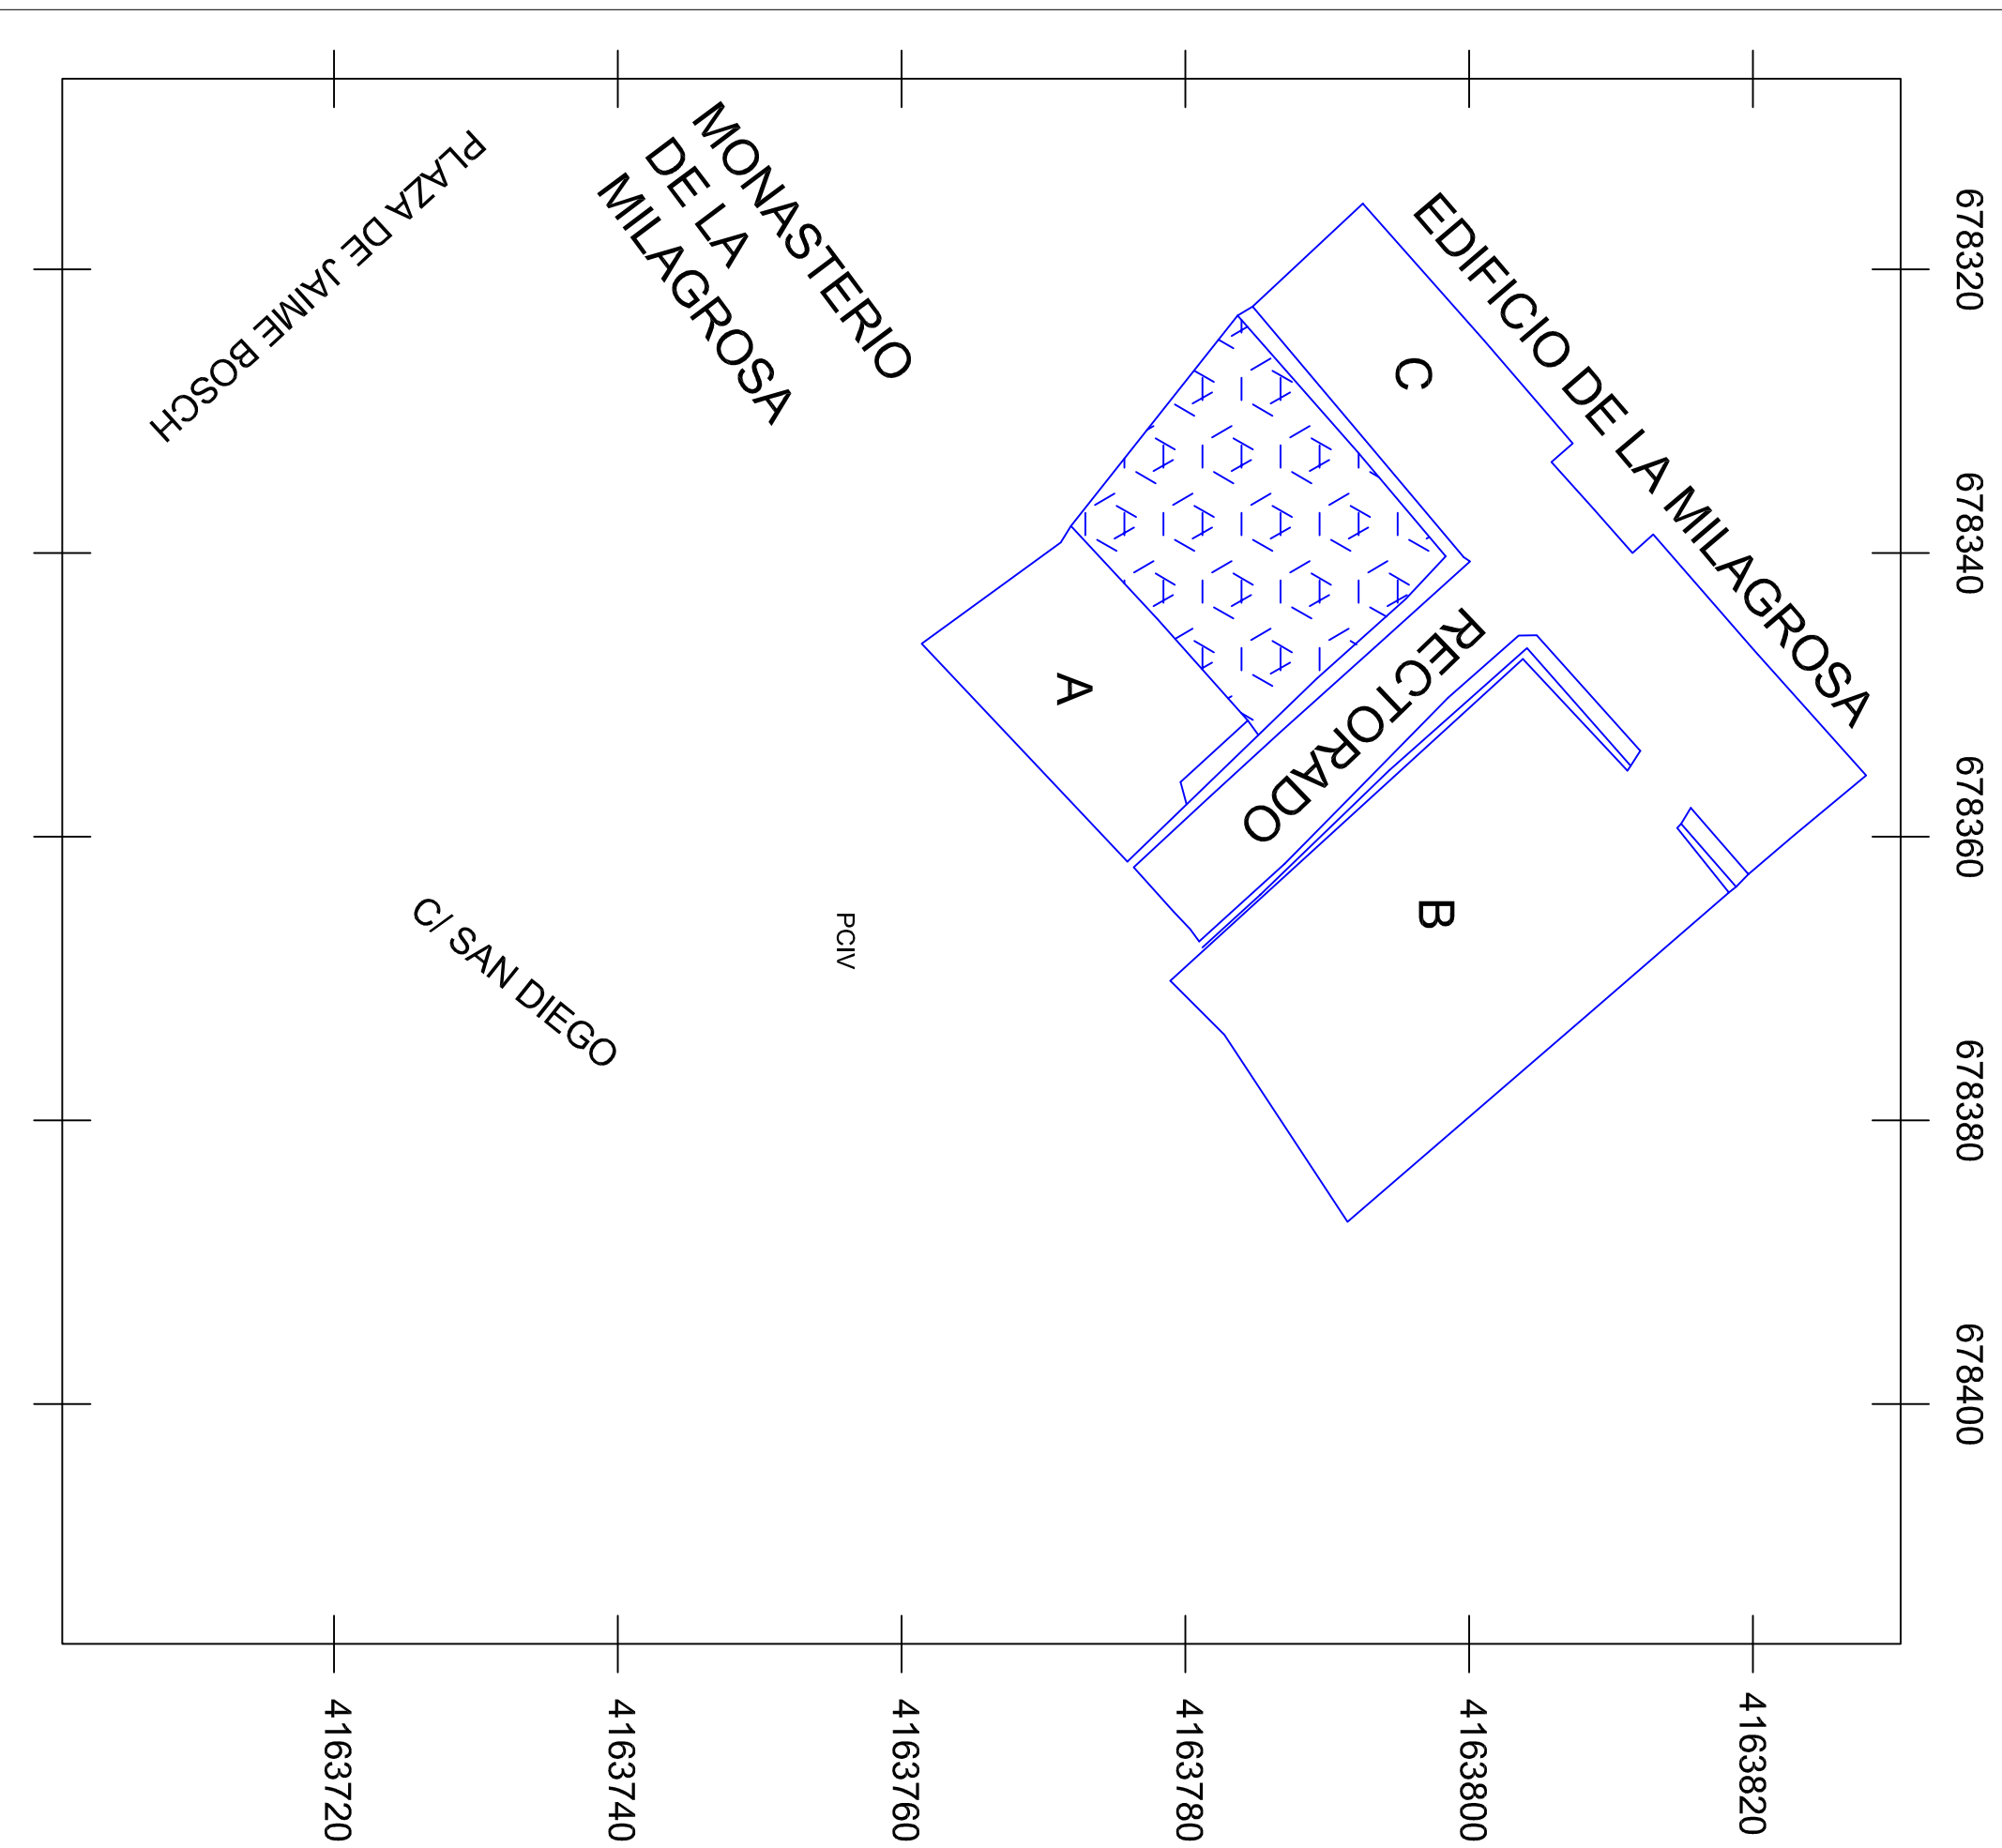 678320
678340
678360
678380
678400
EDIFICIO DE LA MILAGROSA
C
RECTORADO
B
A
MONASTERIO
DE LA
MILAGROSA
PCIV
PLAZA DE JAIME BOSCH
C/ SAN DIEGO
4163820
4163800
4163780
4163760
4163740
4163720